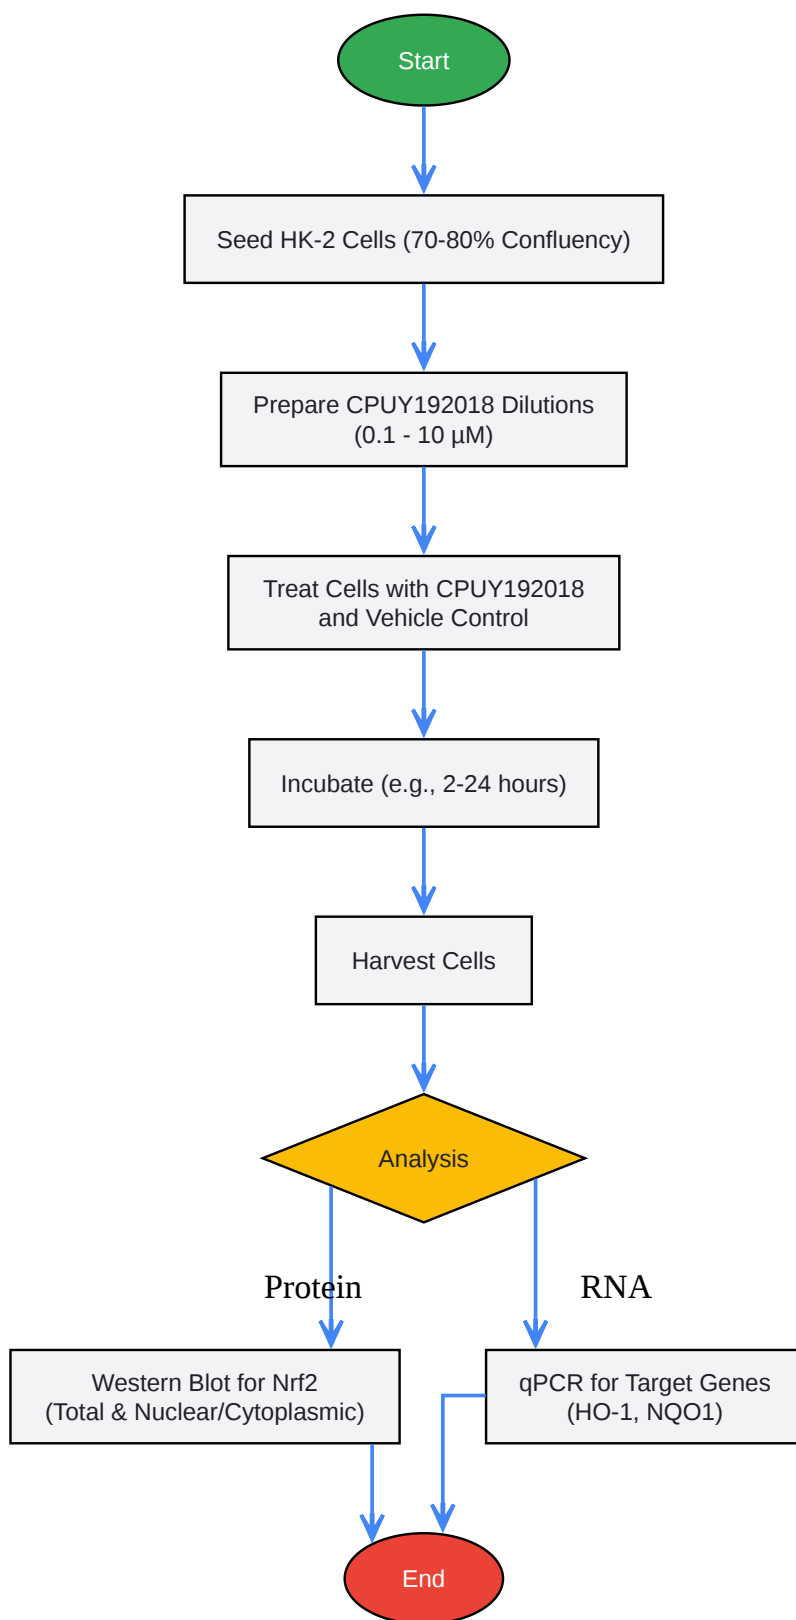 Start
Seed HK-2 Cells (70-80% Confluency)
Prepare CPUY192018 Dilutions
(0.1 - 10 µM)
Treat Cells with CPUY192018
and Vehicle Control
Incubate (e.g., 2-24 hours)
Harvest Cells
Analysis
Protein
RNA
Western Blot for Nrf2
(Total & Nuclear/Cytoplasmic)
qPCR for Target Genes
(HO-1, NQO1)
End